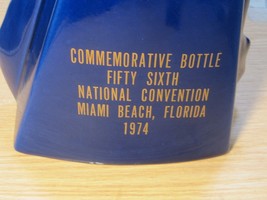 COMMEMORATIVE BOTTLE
FIFTY SIXTH
NATIONAL CONVENTION
MIAMI BEACH, FLORIDA
1974